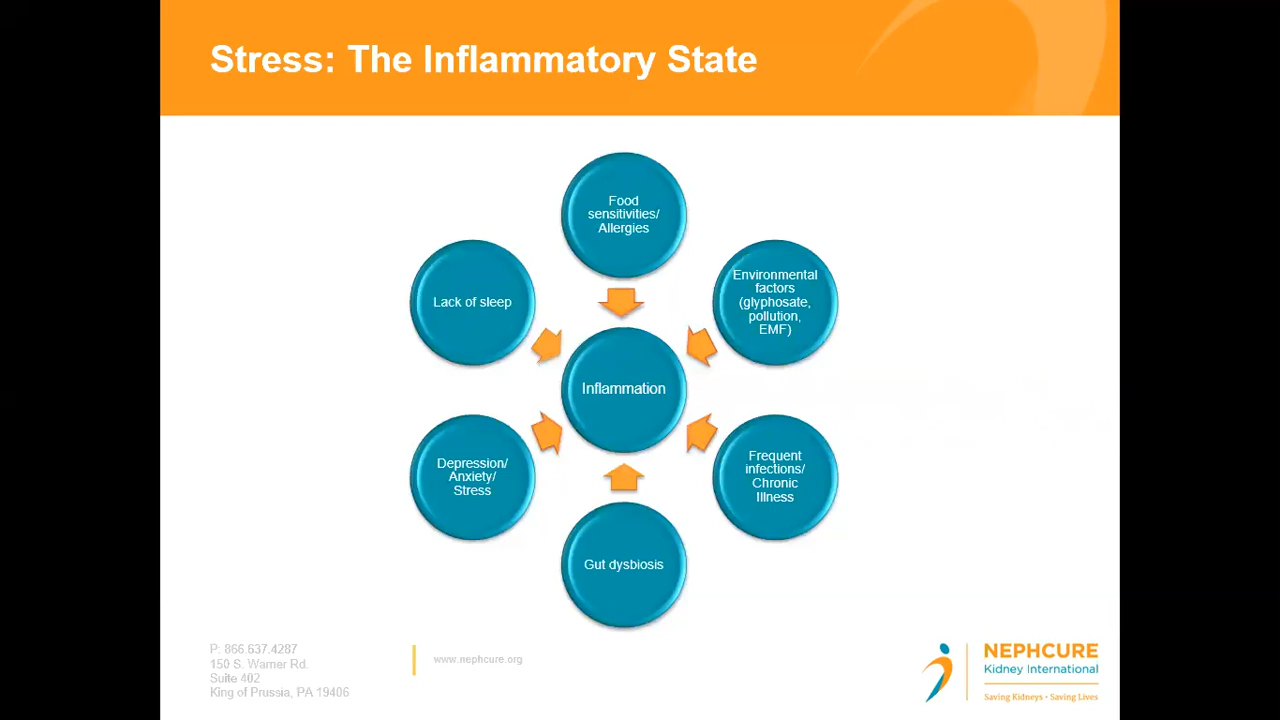 Stress: The Inflammatory State
Food
sensitivities/
Allergies
Environmental
factors
(glyphosate,
pollution,
EMF)
Lack of sleep
Inflammation
Depression/
Anxiety/
Stress
Frequent
infections/
Chronic
Illness
Gut dysbiosis
P: 866.637.4287
150 S. Warner Rd.
Suite 402
King of Prussia, PA 19406
www.nephcure.org
NEPHCURE
Kidney International
Saving Kidneys • Saving Lives